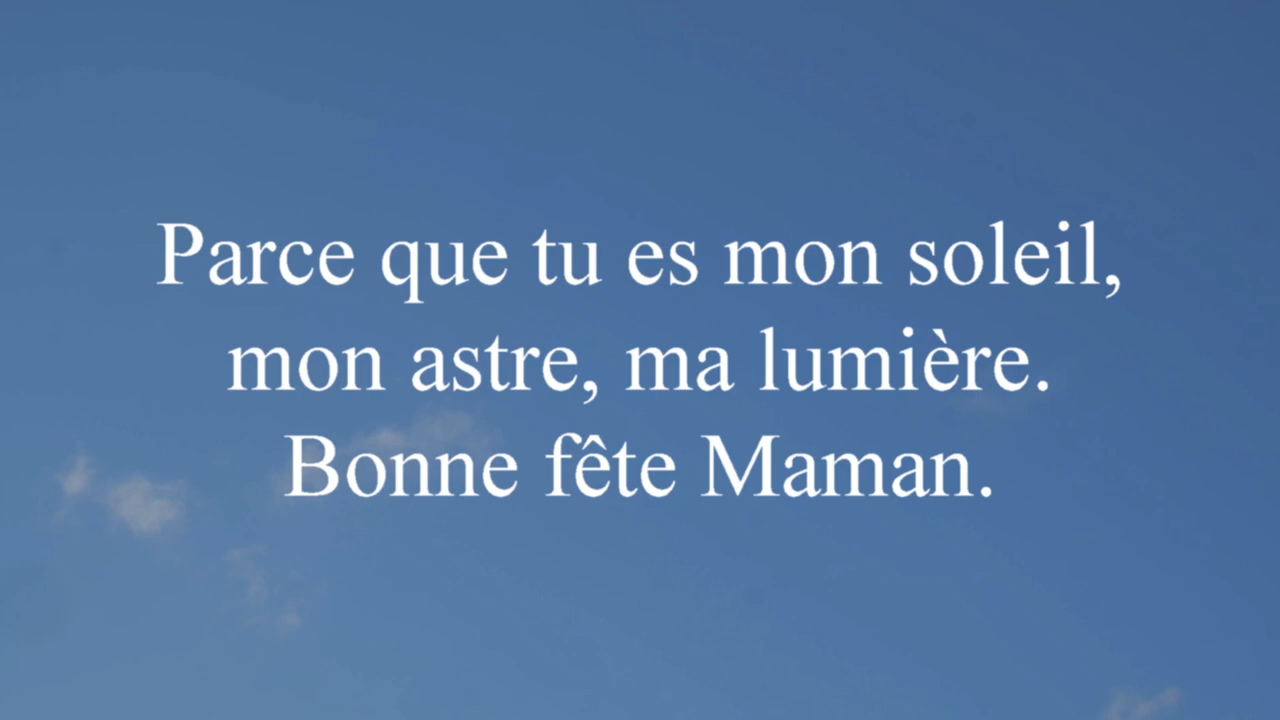 Parce que tu es mon soleil,
mon astre, ma lumière.
Bonne fête Maman.